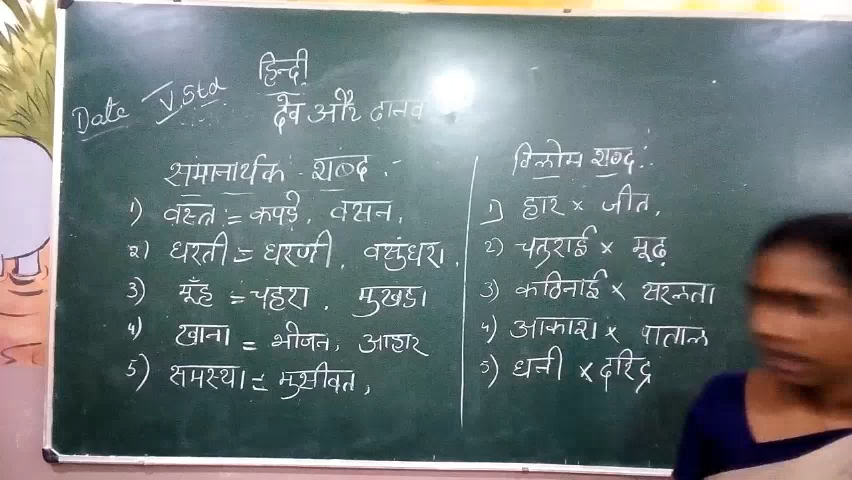 Date V.Std हिन्दी
देव और दानव
समानार्थक शब्द :-
1) वस्त्र = कपड़े, वसन,
2) धरती = धरणी, वसुंधरा,
3) मूँह = चहरा, मुखडा
4) खाना = भोजन, आहार
5) समस्या = मुसीवत,
विलोम शब्द :
1) हार × जीत,
2) चतुराई × मूढ़
3) कठिनाई × सरलता
4) आकाश × पाताल
5) धनी × दरिद्र